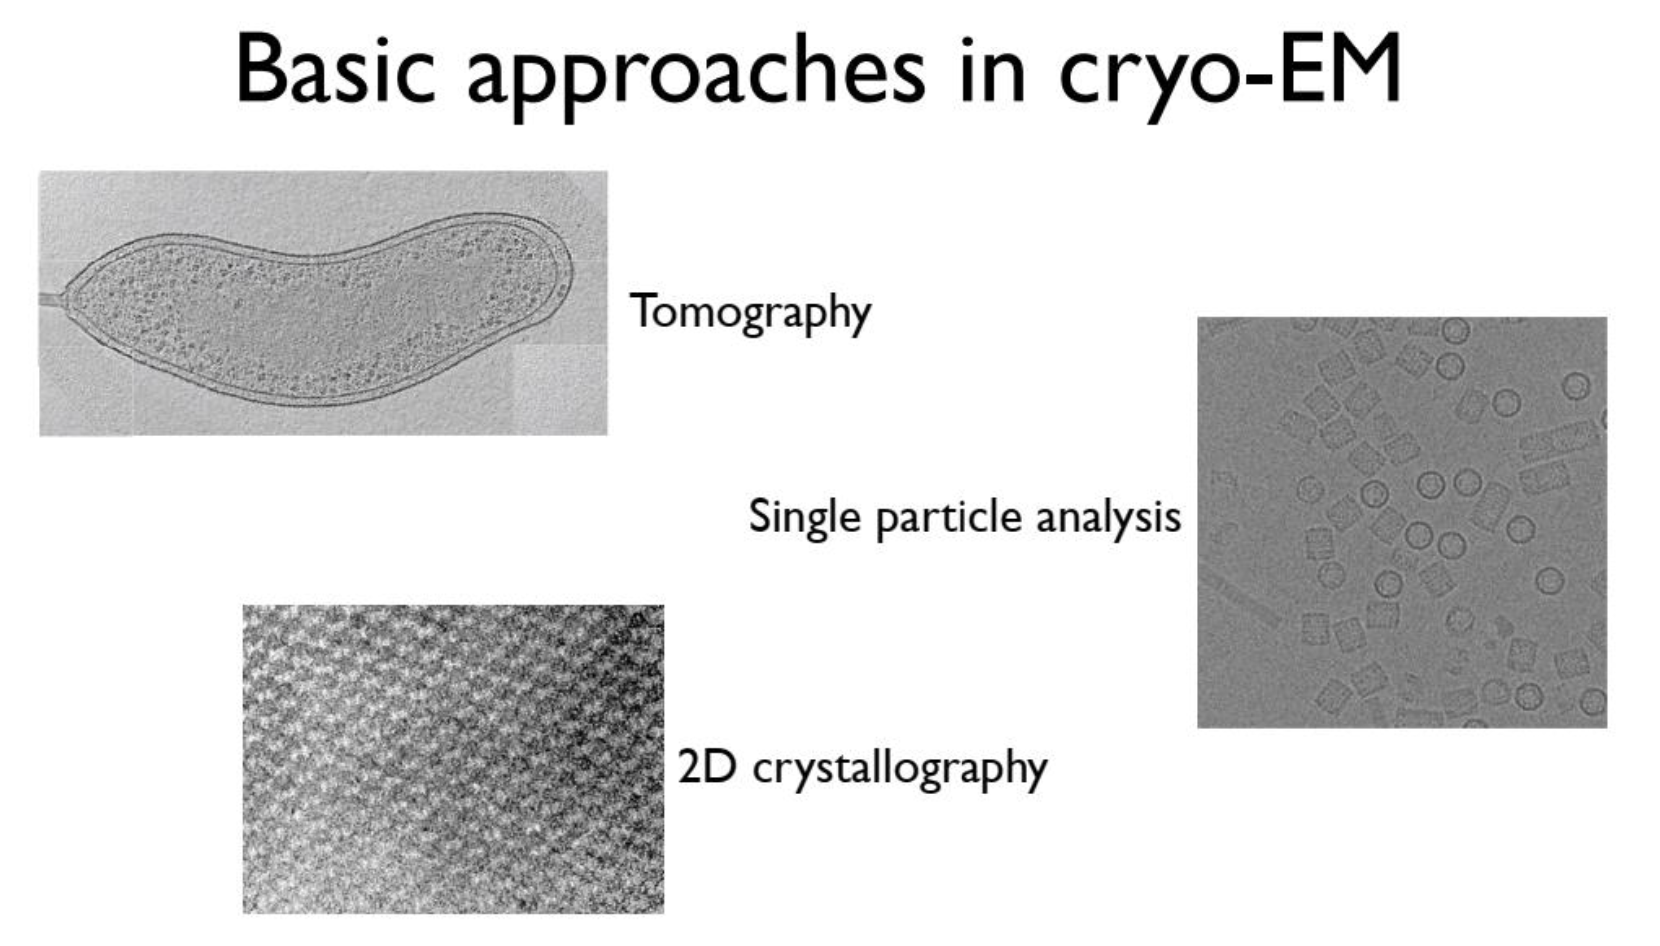 Basic approaches in cryo-EM
Tomography
Single particle analysis
2D crystallography